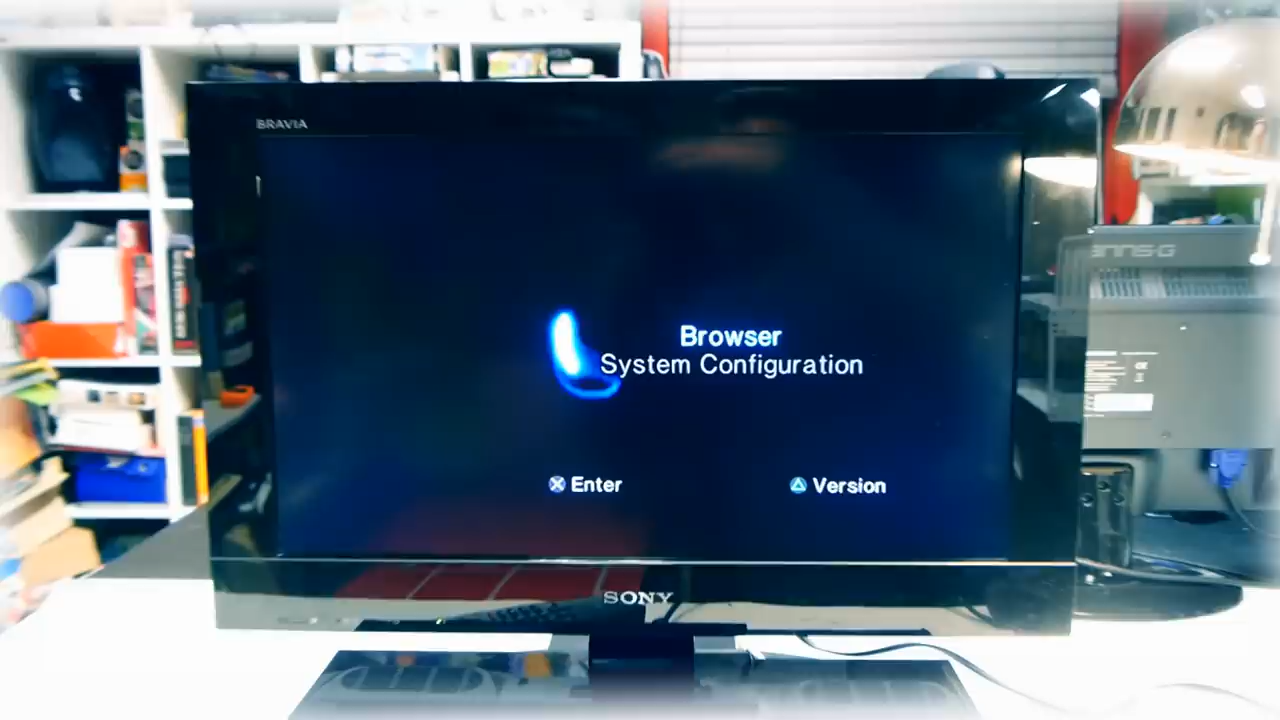 BRAVIA
Browser
System Configuration
Enter
Version
SONY